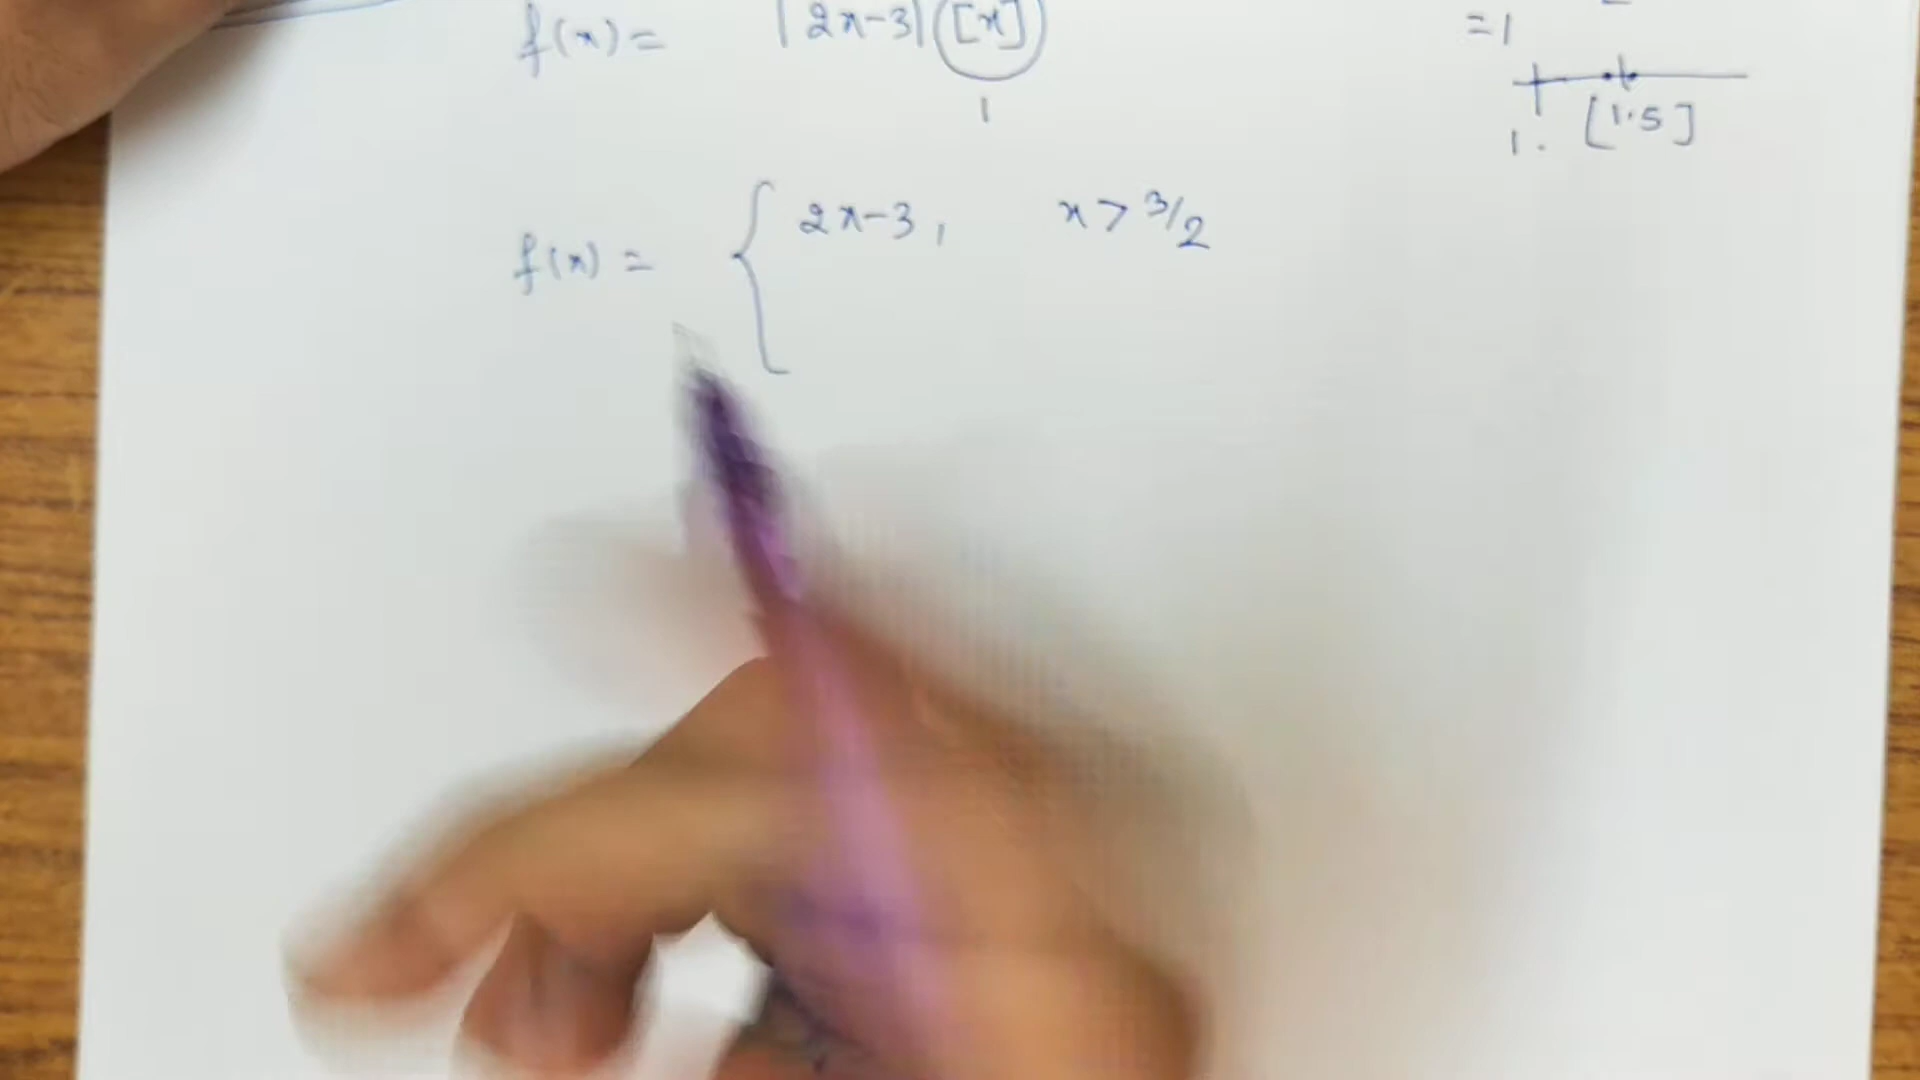 f(x) = |2x-3| [x]
1
= 1
1. [1.5]
f(x) = { 2x-3, x > 3/2